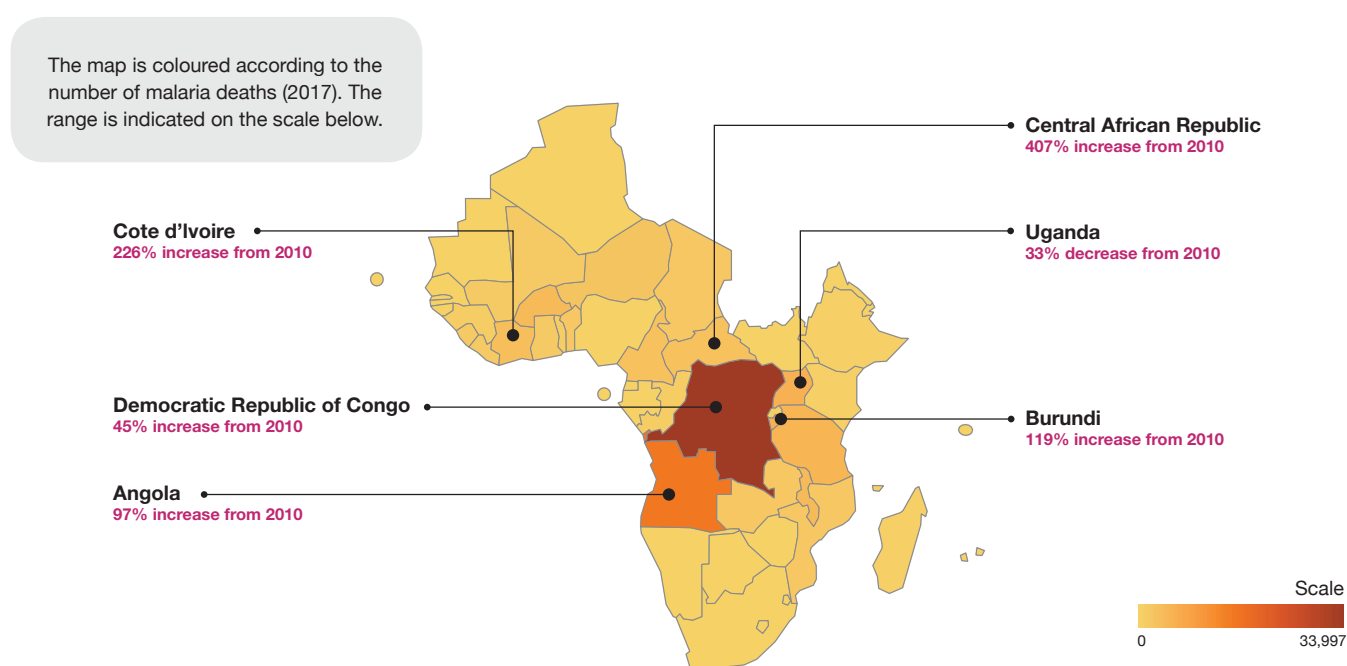 The map is coloured according to the
number of malaria deaths (2017). The
range is indicated on the scale below.
Central African Republic
407% increase from 2010
Cote d’Ivoire
226% increase from 2010
Uganda
33% decrease from 2010
Democratic Republic of Congo
45% increase from 2010
Burundi
119% increase from 2010
Angola
97% increase from 2010
Scale
0
33,997